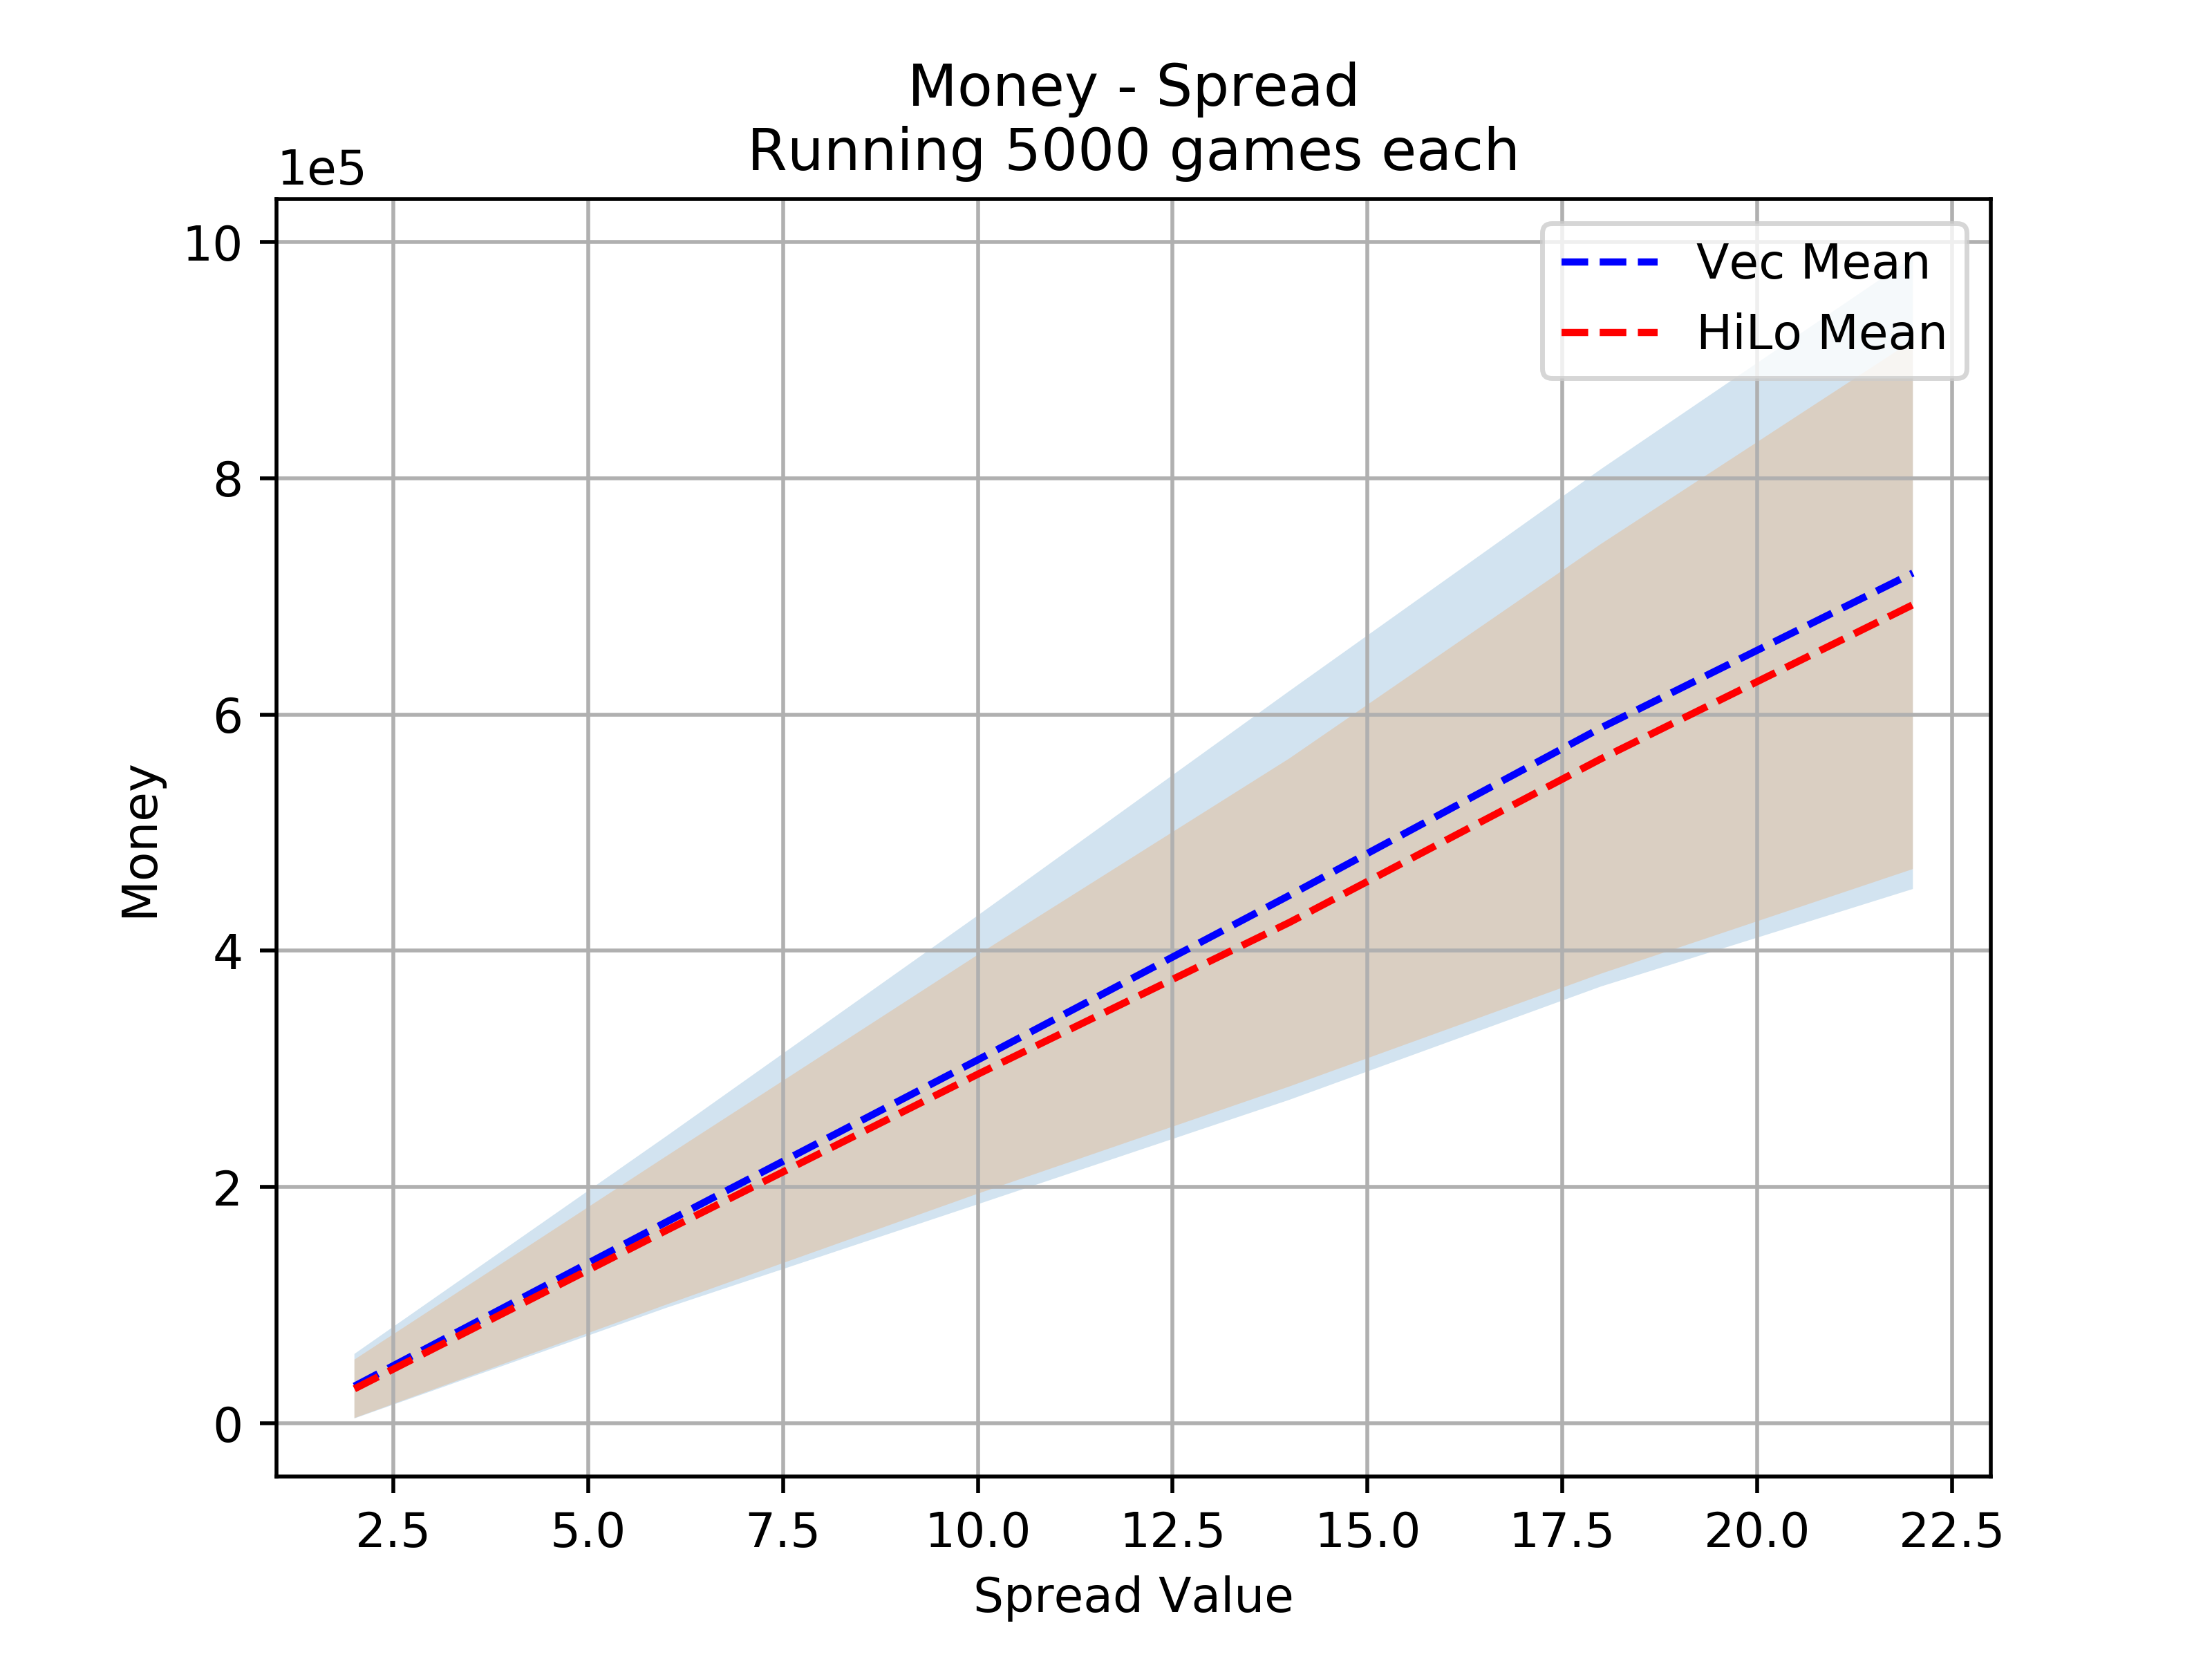 Money - Spread
Running 5000 games each
1e5
10
8
6
4
2
0
Money
Vec Mean
HiLo Mean
2.5 5.0 7.5 10.0 12.5 15.0 17.5 20.0 22.5
Spread Value